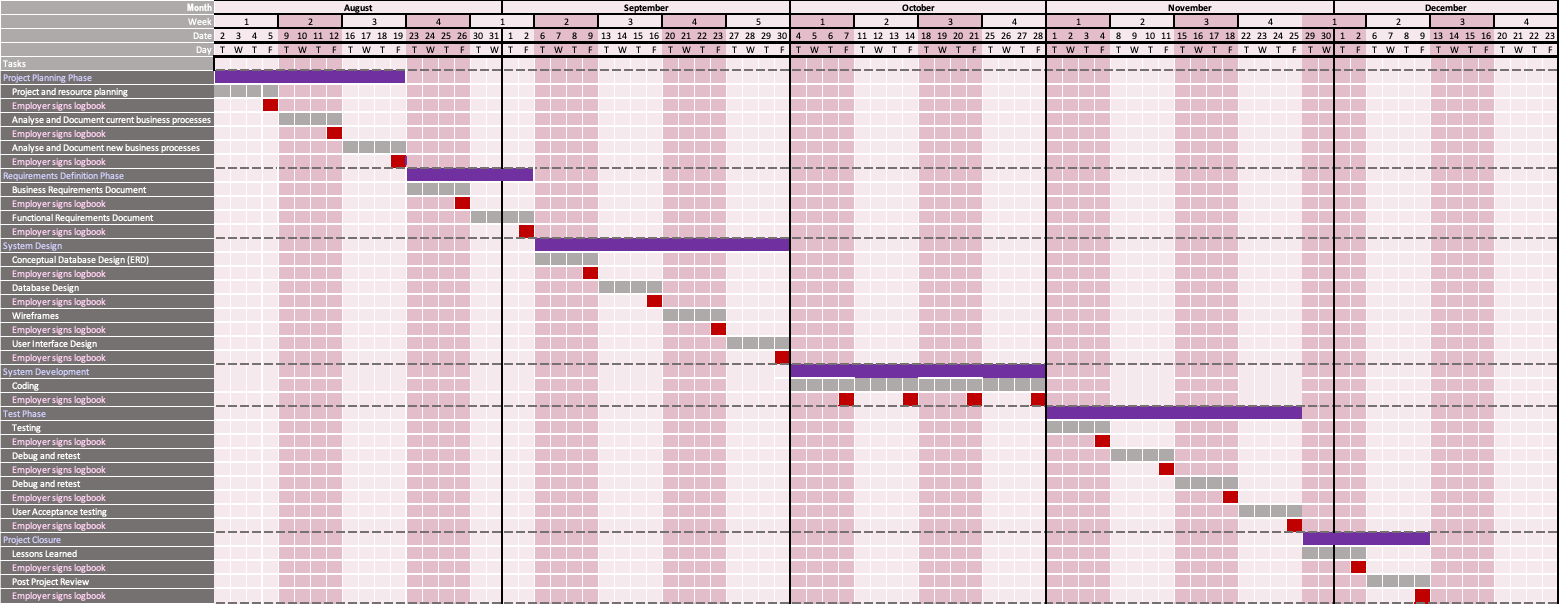 Month August September October November December
Week 1 2 3 4 1 2 3 4 5 1 2 3 4 1 2 3 4 1 2 3 4
Date 2 3 4 5 9 10 11 12 16 17 18 19 23 24 25 26 30 31 1 2 6 7 8 9 13 14 15 16 20 21 22 23 27 28 29 30 4 5 6 7 11 12 13 14 18 19 20 21 25 26 27 28 1 2 3 4 8 9 10 11 15 16 17 18 22 23 24 25 29 30 1 2 6 7 8 9 13 14 15 16 20 21 22 23
Day T W T F T W T F T W T F T W T F T W T F T W T F T W T F T W T F T W T F T W T F T W T F T W T F T W T F T W T F T W T F T W T F T W T F T W T F T W T F T W T F T W T F
Tasks
Project Planning Phase
Project and resource planning
Employer signs logbook
Analyse and Document current business processes
Employer signs logbook
Analyse and Document new business processes
Employer signs logbook
Requirements Definition Phase
Business Requirements Document
Employer signs logbook
Functional Requirements Document
Employer signs logbook
System Design
Conceptual Database Design (ERD)
Employer signs logbook
Database Design
Employer signs logbook
Wireframes
Employer signs logbook
User Interface Design
Employer signs logbook
System Development
Coding
Employer signs logbook
Test Phase
Testing
Employer signs logbook
Debug and retest
Employer signs logbook
Debug and retest
Employer signs logbook
User Acceptance testing
Employer signs logbook
Project Closure
Lessons Learned
Employer signs logbook
Post Project Review
Employer signs logbook